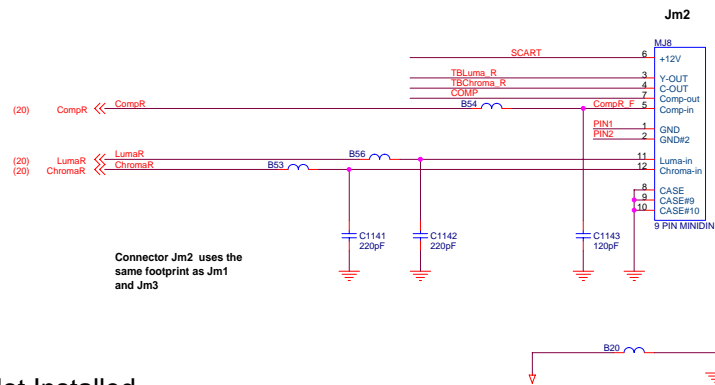 Jm2
MJ8
SCART 6 +12V
TBLuma_R 3 Y-OUT
TBChroma_R 4 C-OUT
COMP 7 Comp-out
(20) CompR CompR B54 CompR_F 5 Comp-in
PIN1 1 GND
PIN2 2 GND#2
(20) LumaR LumaR B56 11 Luma-in
(20) ChromaR ChromaR B53 12 Chroma-in
8 CASE
9 CASE#9
10 CASE#10
9 PIN MINIDIN
C1141 C1142 C1143
220pF 220pF 120pF
Connector Jm2 uses the
same footprint as Jm1
and Jm3
B20
Installed